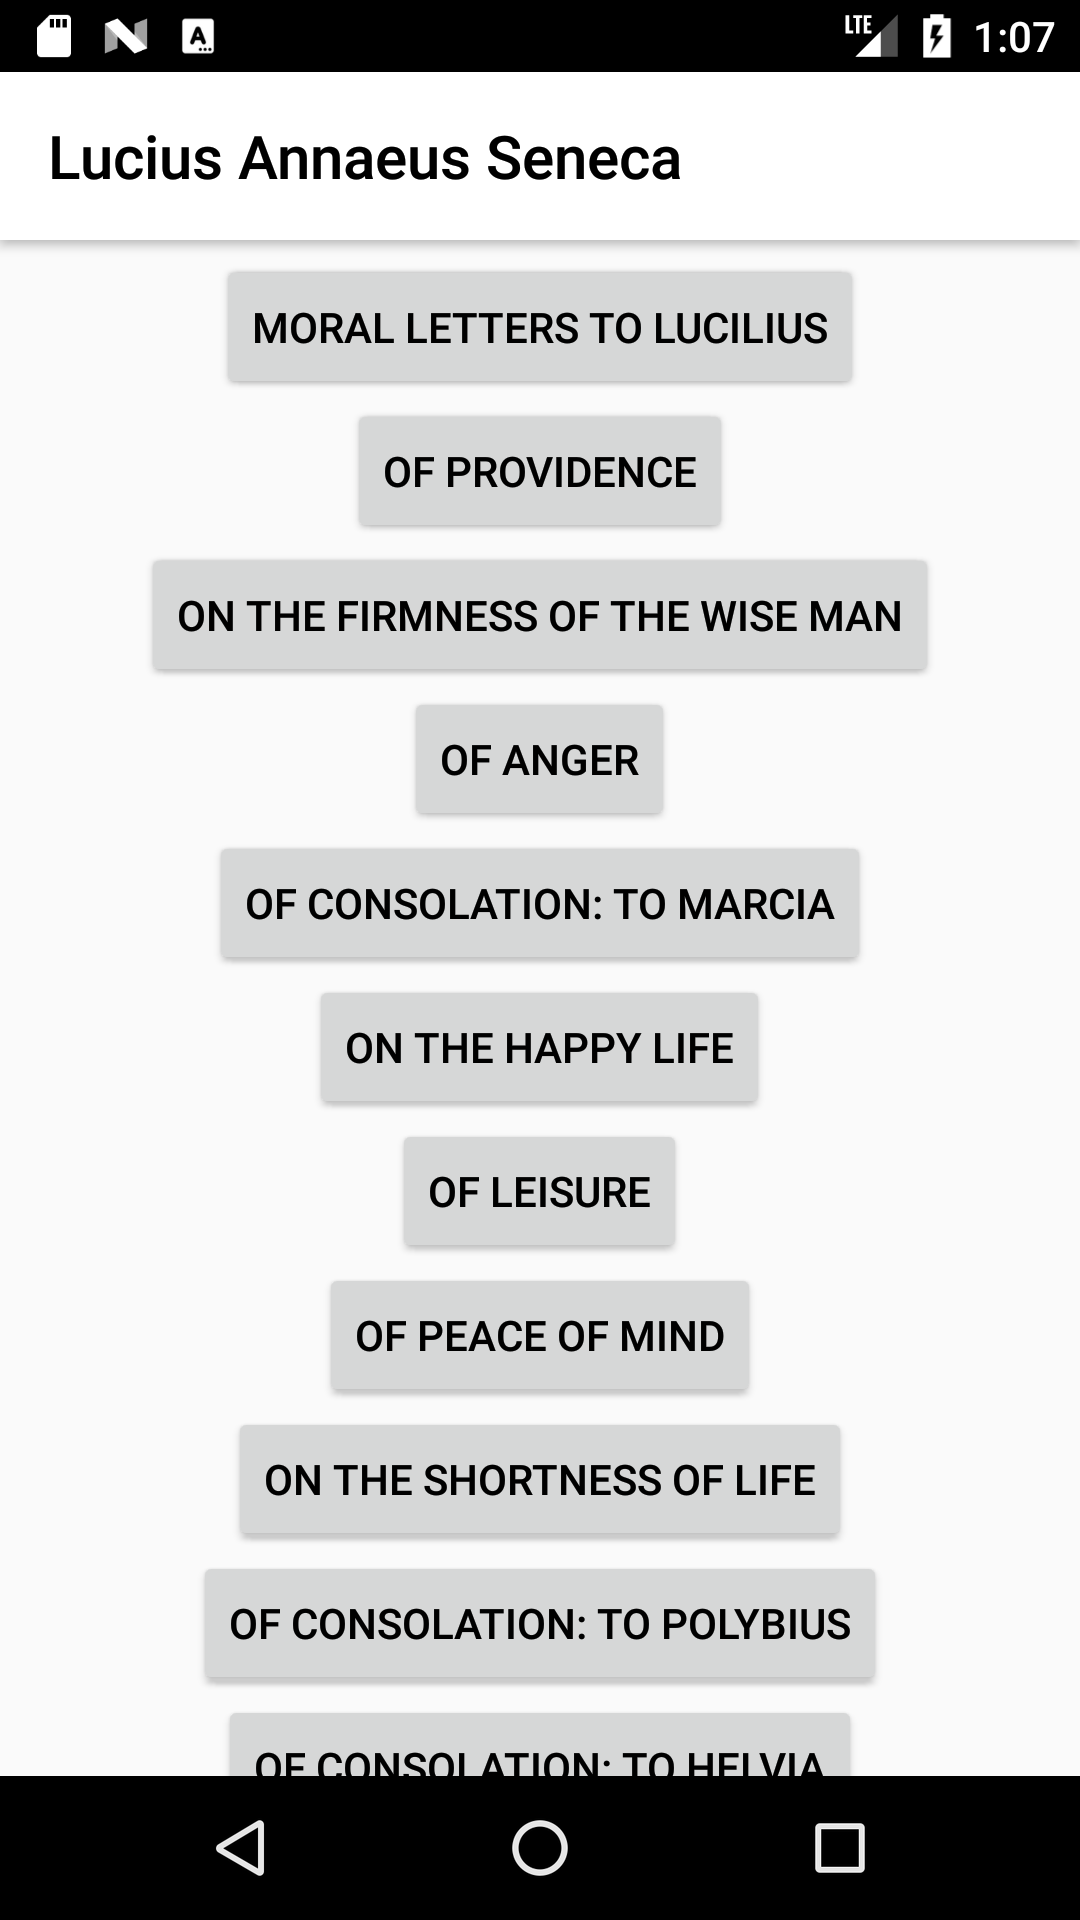 LTE 1:07
Lucius Annaeus Seneca
MORAL LETTERS TO LUCILIUS
OF PROVIDENCE
ON THE FIRMNESS OF THE WISE MAN
OF ANGER
OF CONSOLATION: TO MARCIA
ON THE HAPPY LIFE
OF LEISURE
OF PEACE OF MIND
ON THE SHORTNESS OF LIFE
OF CONSOLATION: TO POLYBIUS
OF CONSOLATION: TO HELVIA